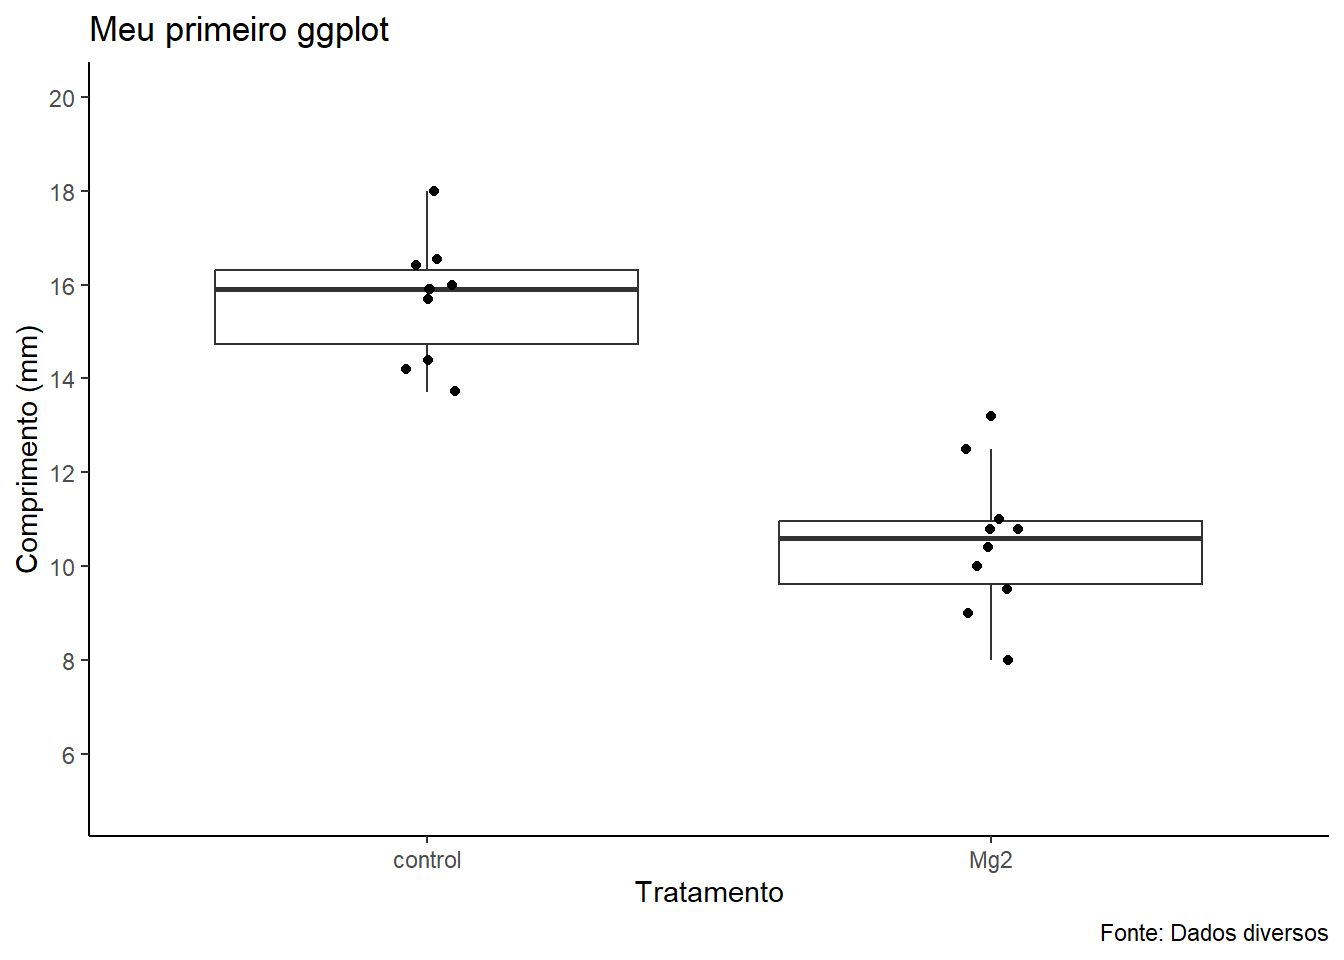 Meu primeiro ggplot
Comprimento (mm)
20
18
16
14
12
10
8
6
control
Mg2
Tratamento
Fonte: Dados diversos